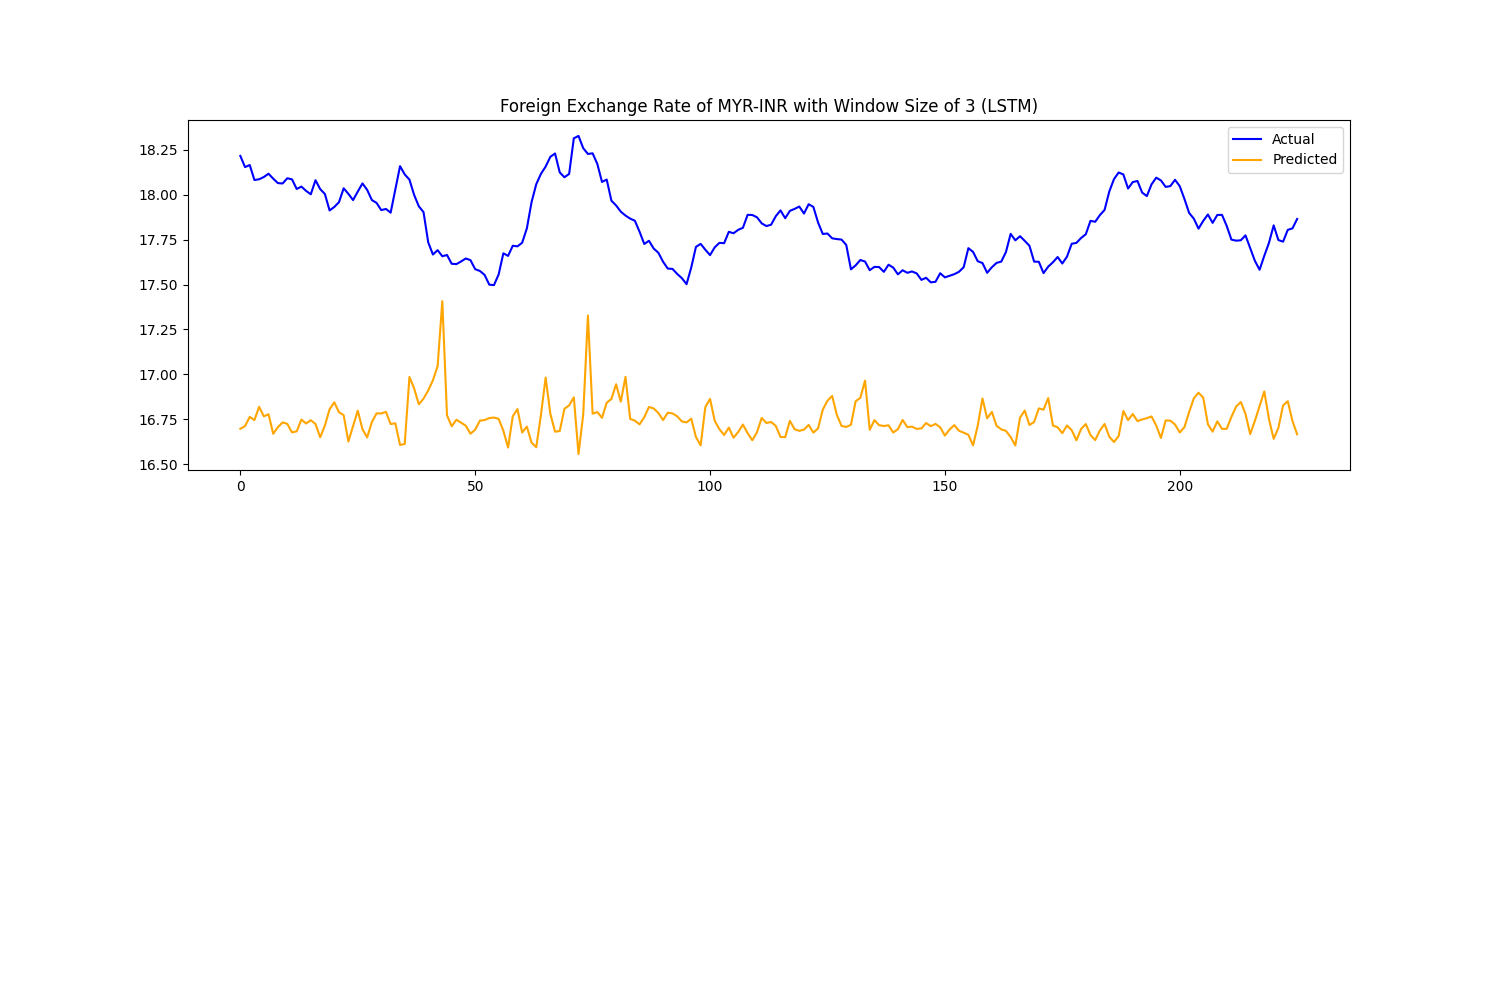 Foreign Exchange Rate of MYR-INR with Window Size of 3 (LSTM)
Actual
Predicted
18.25
18.00
17.75
17.50
17.25
17.00
16.75
16.50
0 50 100 150 200